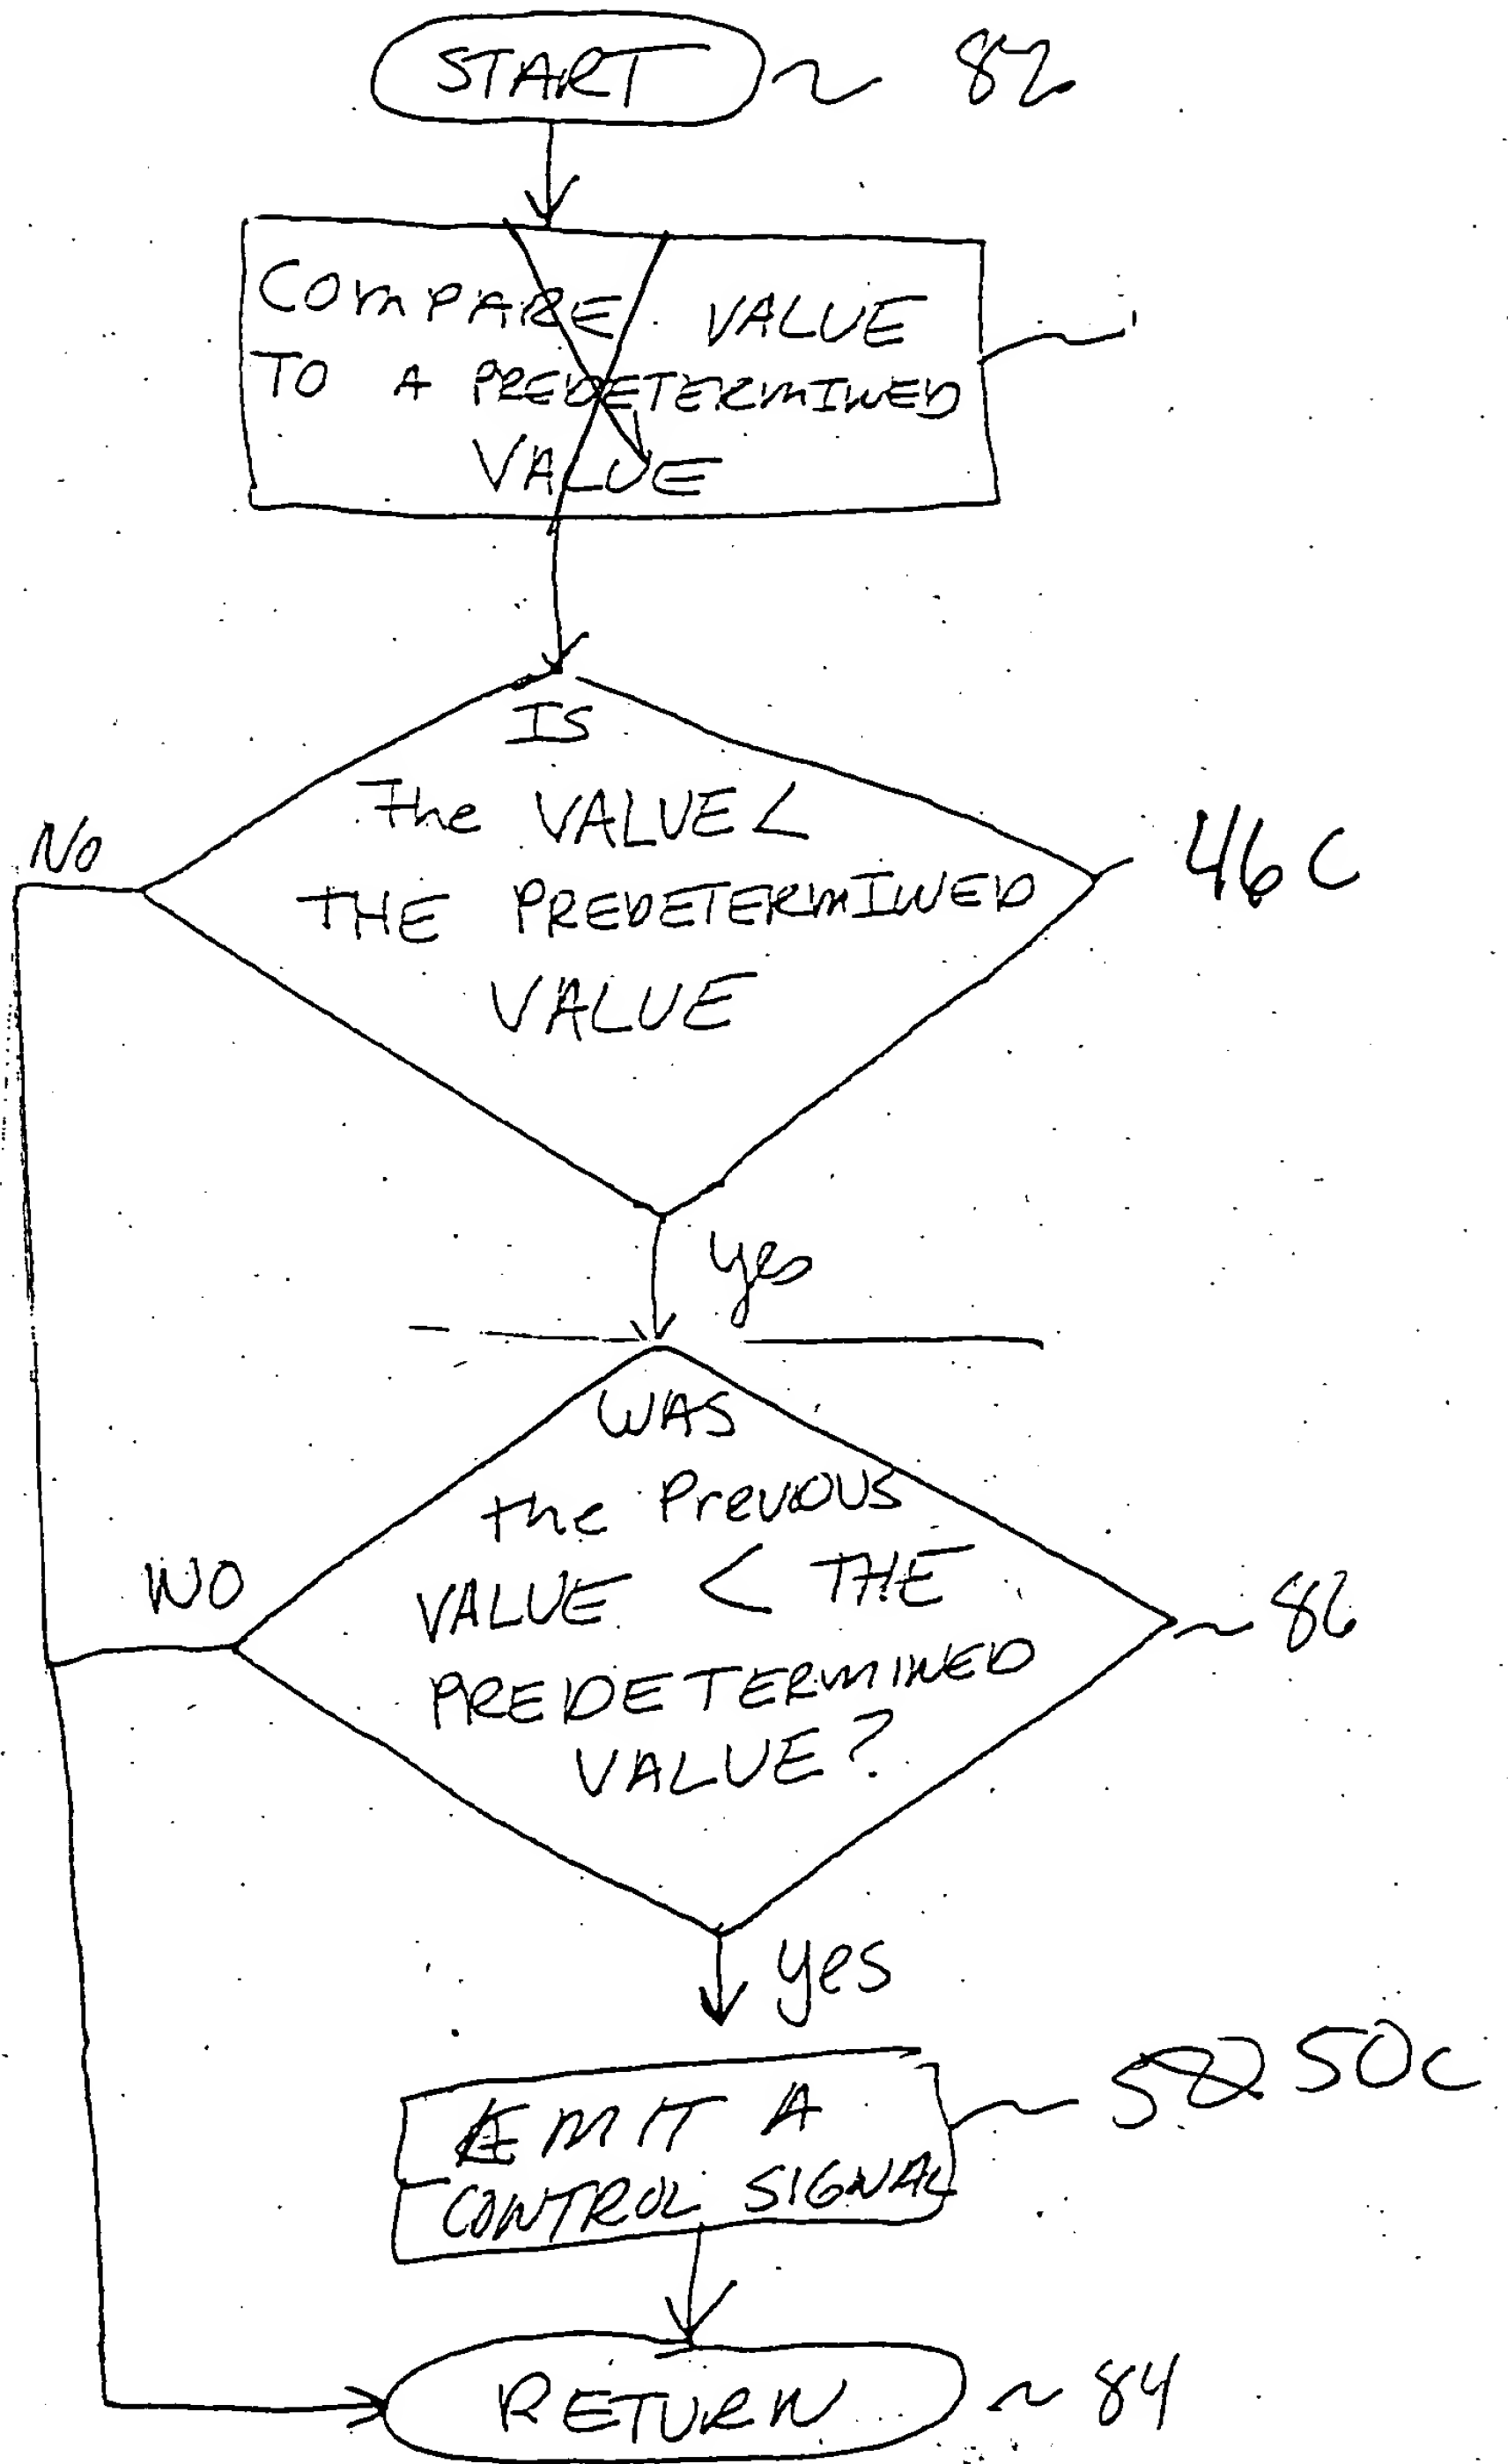 START ~ 82
COMPARE VALUE
TO A PREDETERMINED
VALUE
IS
The VALUE <
THE PREDETERMINED
VALUE
No
46C
yes
WAS
the Previous
VALUE < THE
PREDETERMINED
VALUE?
NO
~ 86
yes
EMIT A
CONTROL SIGNAL
50C
RETURN ~ 84